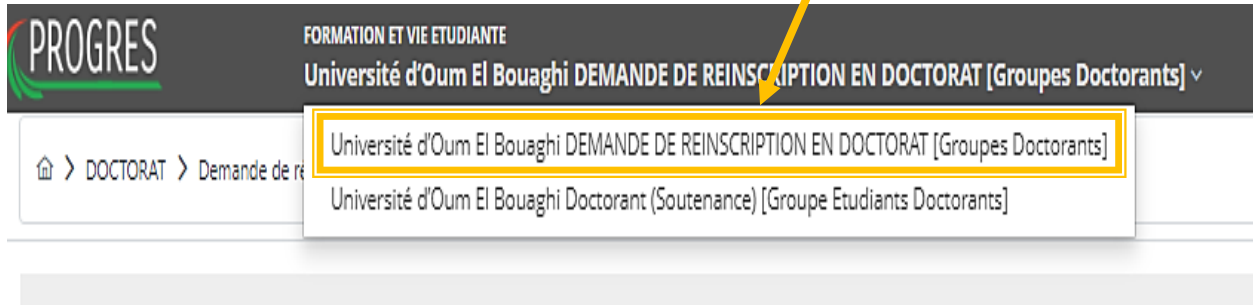 PROGRES
FORMATION ET VIE ETUDIANTE
Université d'Oum El Bouaghi DEMANDE DE REINSCRIPTION EN DOCTORAT [Groupes Doctorants]
Université d'Oum El Bouaghi DEMANDE DE REINSCRIPTION EN DOCTORAT [Groupes Doctorants]
DOCTORAT > Demande de ré
Université d'Oum El Bouaghi Doctorant (Soutenance) [Groupe Etudiants Doctorants]